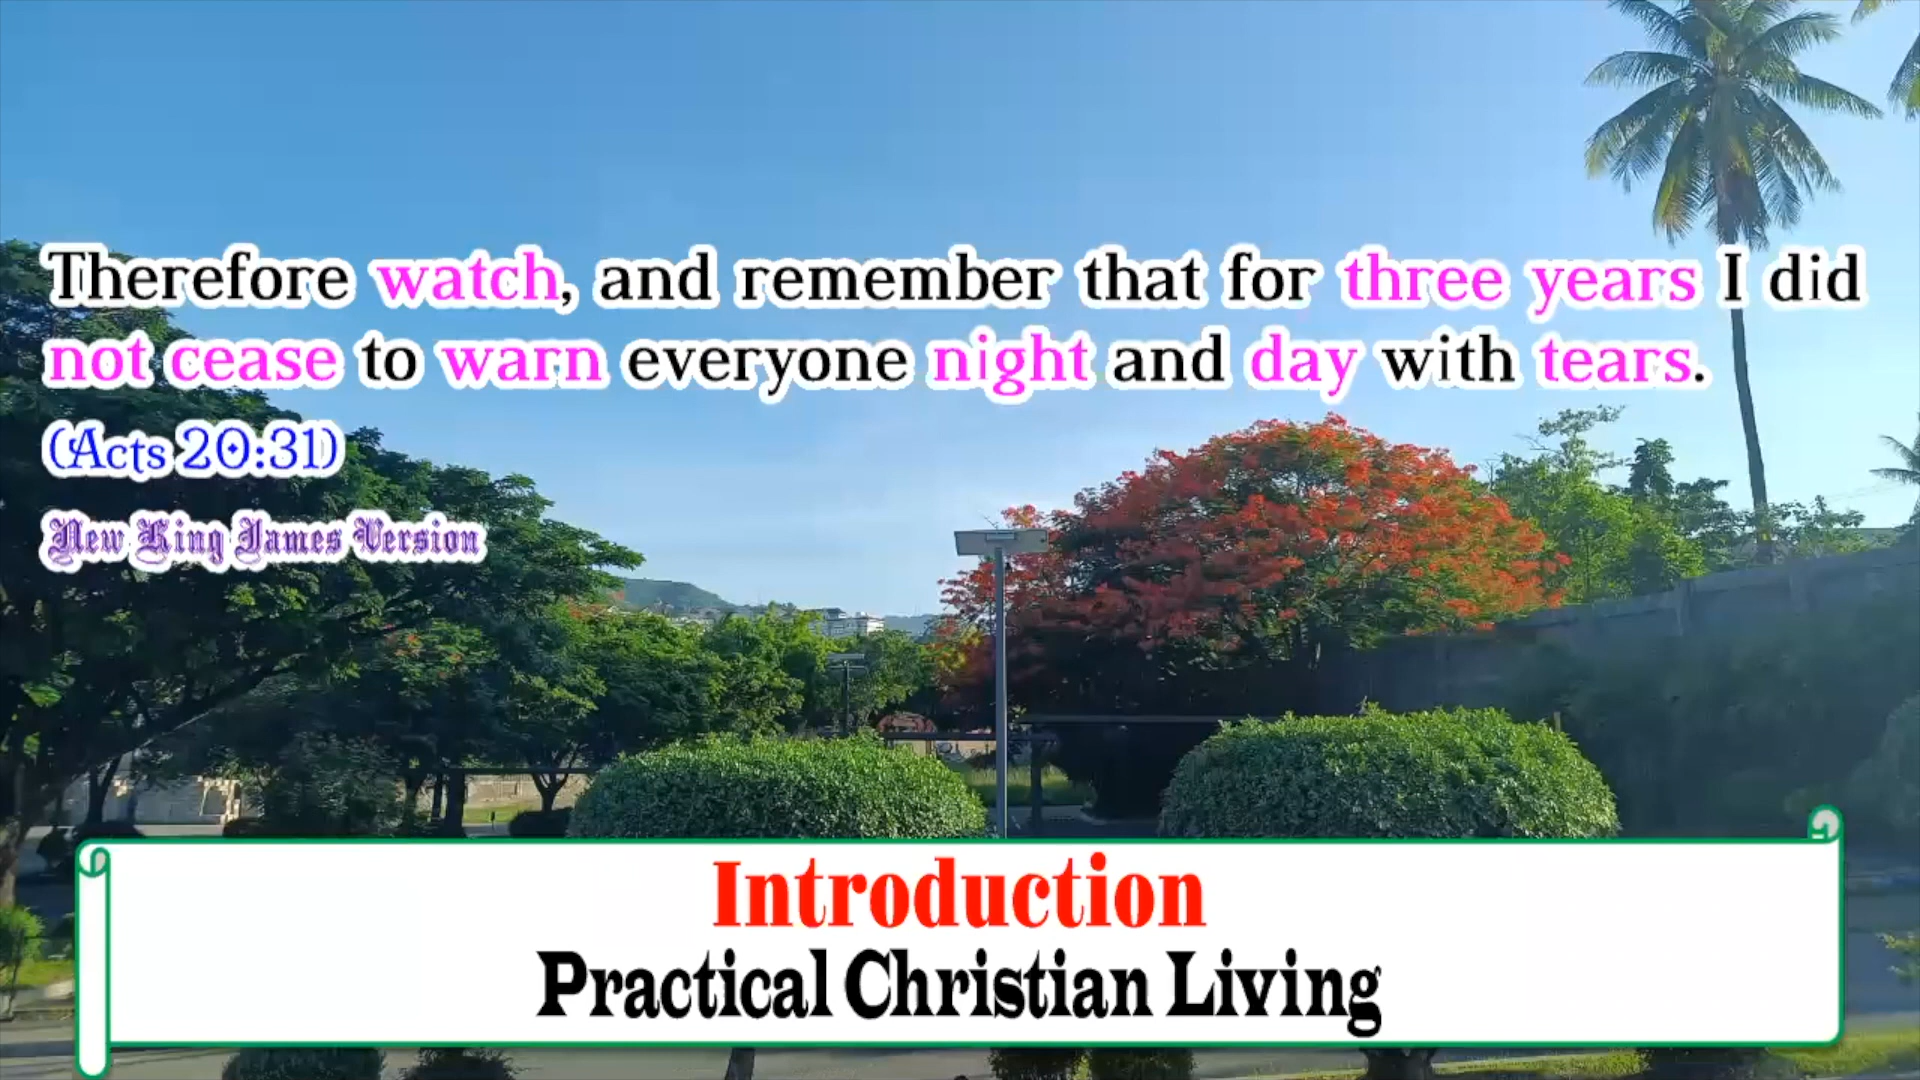 Therefore watch, and remember that for three years I did
not cease to warn everyone night and day with tears.
(Acts 20:31)
New King James Version
Introduction
Practical Christian Living